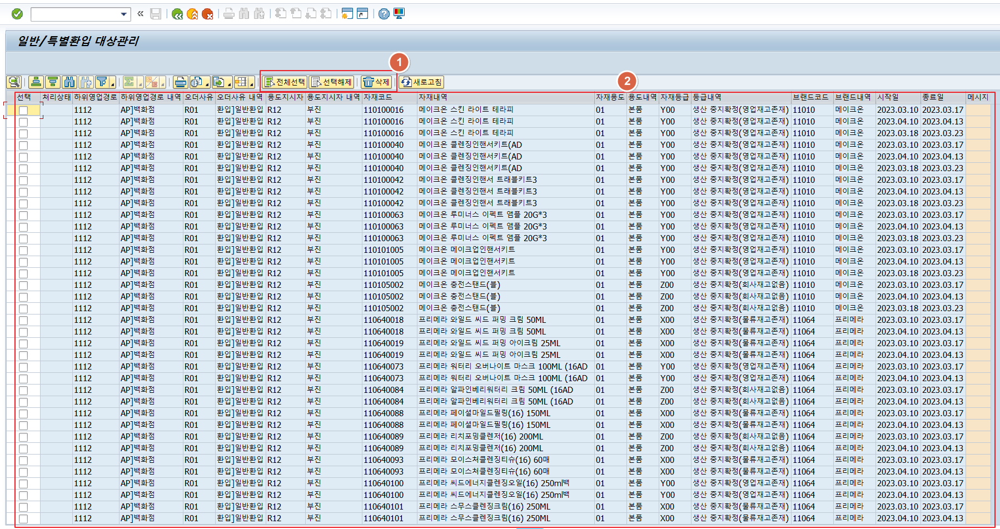 일반/특별환입 대상관리
1
전체선택 선택해제 삭제 새로고침
2
선택 처리상태 하위영업경로 하위영업경로 내역 오더사유 오더사유 내역 용도지시자 용도지시자 내역 자재코드 자재내역 자재용도 용도내역 자재등급 등급내역 브랜드코드 브랜드내역 시작일 종료일 메시지
1112 AP]백화점 R01 환입]일반환입 R12 부진 110100016 메이크온 스킨 라이트 테라피 01 본품 Y00 생산 중지확정(영업재고존재) 11010 메이크온 2023.03.10 2023.03.17
1112 AP]백화점 R01 환입]일반환입 R12 부진 110100016 메이크온 스킨 라이트 테라피 01 본품 Y00 생산 중지확정(영업재고존재) 11010 메이크온 2023.04.10 2023.04.13
1112 AP]백화점 R01 환입]일반환입 R12 부진 110100016 메이크온 스킨 라이트 테라피 01 본품 Y00 생산 중지확정(영업재고존재) 11010 메이크온 2023.03.18 2023.03.23
1112 AP]백화점 R01 환입]일반환입 R12 부진 110100040 메이크온 클렌징인핸서키트(AD 01 본품 Y00 생산 중지확정(영업재고존재) 11010 메이크온 2023.03.10 2023.03.17
1112 AP]백화점 R01 환입]일반환입 R12 부진 110100040 메이크온 클렌징인핸서키트(AD 01 본품 Y00 생산 중지확정(영업재고존재) 11010 메이크온 2023.04.10 2023.04.13
1112 AP]백화점 R01 환입]일반환입 R12 부진 110100040 메이크온 클렌징인핸서키트(AD 01 본품 Y00 생산 중지확정(영업재고존재) 11010 메이크온 2023.03.18 2023.03.23
1112 AP]백화점 R01 환입]일반환입 R12 부진 110100042 메이크온 클렌징인핸서 트래블키트3 01 본품 Y00 생산 중지확정(영업재고존재) 11010 메이크온 2023.03.10 2023.03.17
1112 AP]백화점 R01 환입]일반환입 R12 부진 110100042 메이크온 클렌징인핸서 트래블키트3 01 본품 Y00 생산 중지확정(영업재고존재) 11010 메이크온 2023.04.10 2023.04.13
1112 AP]백화점 R01 환입]일반환입 R12 부진 110100042 메이크온 클렌징인핸서 트래블키트3 01 본품 Y00 생산 중지확정(영업재고존재) 11010 메이크온 2023.03.18 2023.03.23
1112 AP]백화점 R01 환입]일반환입 R12 부진 110100063 메이크온 루미너스 이펙트 앰플 20G*3 01 본품 Y00 생산 중지확정(영업재고존재) 11010 메이크온 2023.03.10 2023.03.17
1112 AP]백화점 R01 환입]일반환입 R12 부진 110100063 메이크온 루미너스 이펙트 앰플 20G*3 01 본품 Y00 생산 중지확정(영업재고존재) 11010 메이크온 2023.04.10 2023.04.13
1112 AP]백화점 R01 환입]일반환입 R12 부진 110100063 메이크온 루미너스 이펙트 앰플 20G*3 01 본품 Y00 생산 중지확정(영업재고존재) 11010 메이크온 2023.03.18 2023.03.23
1112 AP]백화점 R01 환입]일반환입 R12 부진 110101005 메이크온 메이크업인핸서키트 01 본품 Y00 생산 중지확정(영업재고존재) 11010 메이크온 2023.03.10 2023.03.17
1112 AP]백화점 R01 환입]일반환입 R12 부진 110101005 메이크온 메이크업인핸서키트 01 본품 Y00 생산 중지확정(영업재고존재) 11010 메이크온 2023.04.10 2023.04.13
1112 AP]백화점 R01 환입]일반환입 R12 부진 110101005 메이크온 메이크업인핸서키트 01 본품 Y00 생산 중지확정(영업재고존재) 11010 메이크온 2023.03.18 2023.03.23
1112 AP]백화점 R01 환입]일반환입 R12 부진 110105002 메이크온 충전스탠드(블) 01 본품 Z00 생산 중지확정(회사재고없음) 11010 메이크온 2023.03.10 2023.03.17
1112 AP]백화점 R01 환입]일반환입 R12 부진 110105002 메이크온 충전스탠드(블) 01 본품 Z00 생산 중지확정(회사재고없음) 11010 메이크온 2023.04.10 2023.04.13
1112 AP]백화점 R01 환입]일반환입 R12 부진 110105002 메이크온 충전스탠드(블) 01 본품 Z00 생산 중지확정(회사재고없음) 11010 메이크온 2023.03.18 2023.03.23
1112 AP]백화점 R01 환입]일반환입 R12 부진 110640018 프리메라 와일드 씨드 퍼밍 크림 50ML 01 본품 X00 생산 중지확정(물류재고존재) 11064 프리메라 2023.03.10 2023.03.17
1112 AP]백화점 R01 환입]일반환입 R12 부진 110640018 프리메라 와일드 씨드 퍼밍 크림 50ML 01 본품 X00 생산 중지확정(물류재고존재) 11064 프리메라 2023.04.10 2023.04.13
1112 AP]백화점 R01 환입]일반환입 R12 부진 110640019 프리메라 와일드 씨드 퍼밍 아이크림 25ML 01 본품 X00 생산 중지확정(물류재고존재) 11064 프리메라 2023.03.10 2023.03.17
1112 AP]백화점 R01 환입]일반환입 R12 부진 110640019 프리메라 와일드 씨드 퍼밍 아이크림 25ML 01 본품 X00 생산 중지확정(물류재고존재) 11064 프리메라 2023.04.10 2023.04.13
1112 AP]백화점 R01 환입]일반환입 R12 부진 110640073 프리메라 워터리 오버나이트 마스크 100ML (16AD 01 본품 Y00 생산 중지확정(영업재고존재) 11064 프리메라 2023.03.10 2023.03.17
1112 AP]백화점 R01 환입]일반환입 R12 부진 110640073 프리메라 워터리 오버나이트 마스크 100ML (16AD 01 본품 Y00 생산 중지확정(영업재고존재) 11064 프리메라 2023.04.10 2023.04.13
1112 AP]백화점 R01 환입]일반환입 R12 부진 110640084 프리메라 알파인베리워터리 크림 50ML (16AD 01 본품 Z00 생산 중지확정(회사재고없음) 11064 프리메라 2023.03.10 2023.03.17
1112 AP]백화점 R01 환입]일반환입 R12 부진 110640084 프리메라 알파인베리워터리 크림 50ML (16AD 01 본품 Z00 생산 중지확정(회사재고없음) 11064 프리메라 2023.04.10 2023.04.13
1112 AP]백화점 R01 환입]일반환입 R12 부진 110640088 프리메라 페이셜마일드필링(16) 150ML 01 본품 X00 생산 중지확정(물류재고존재) 11064 프리메라 2023.03.10 2023.03.17
1112 AP]백화점 R01 환입]일반환입 R12 부진 110640088 프리메라 페이셜마일드필링(16) 150ML 01 본품 X00 생산 중지확정(물류재고존재) 11064 프리메라 2023.04.10 2023.04.13
1112 AP]백화점 R01 환입]일반환입 R12 부진 110640089 프리메라 리치포밍클렌저(16) 200ML 01 본품 Z00 생산 중지확정(회사재고없음) 11064 프리메라 2023.03.10 2023.03.17
1112 AP]백화점 R01 환입]일반환입 R12 부진 110640089 프리메라 리치포밍클렌저(16) 200ML 01 본품 Z00 생산 중지확정(회사재고없음) 11064 프리메라 2023.04.10 2023.04.13
1112 AP]백화점 R01 환입]일반환입 R12 부진 110640093 프리메라 모이스처클렌징티슈(16) 60매 01 본품 X00 생산 중지확정(물류재고존재) 11064 프리메라 2023.03.10 2023.03.17
1112 AP]백화점 R01 환입]일반환입 R12 부진 110640093 프리메라 모이스처클렌징티슈(16) 60매 01 본품 X00 생산 중지확정(물류재고존재) 11064 프리메라 2023.04.10 2023.04.13
1112 AP]백화점 R01 환입]일반환입 R12 부진 110640100 프리메라 씨드에너지클렌징오일(16) 250ml백 01 본품 Y00 생산 중지확정(영업재고존재) 11064 프리메라 2023.03.10 2023.03.17
1112 AP]백화점 R01 환입]일반환입 R12 부진 110640100 프리메라 씨드에너지클렌징오일(16) 250ml백 01 본품 Y00 생산 중지확정(영업재고존재) 11064 프리메라 2023.04.10 2023.04.13
1112 AP]백화점 R01 환입]일반환입 R12 부진 110640101 프리메라 스무스클렌징크림(16) 250ML 01 본품 X00 생산 중지확정(물류재고존재) 11064 프리메라 2023.03.10 2023.03.17
1112 AP]백화점 R01 환입]일반환입 R12 부진 110640101 프리메라 스무스클렌징크림(16) 250ML 01 본품 X00 생산 중지확정(물류재고존재) 11064 프리메라 2023.04.10 2023.04.13